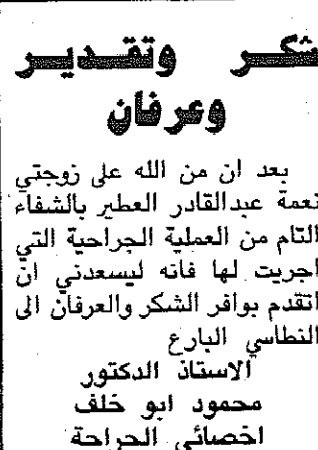 شكر وتقدير
وعرفان
بعد ان من الله على زوجتي
نعمة عبدالقادر العطير بالشفاء
التام من العملية الجراحية التي
اجريت لها فانه ليسعدني ان
اتقدم بوافر الشكر والعرفان الى
النطاسي البارع
الاستاذ الدكتور
محمود ابو خلف
اخصائي الجراحة